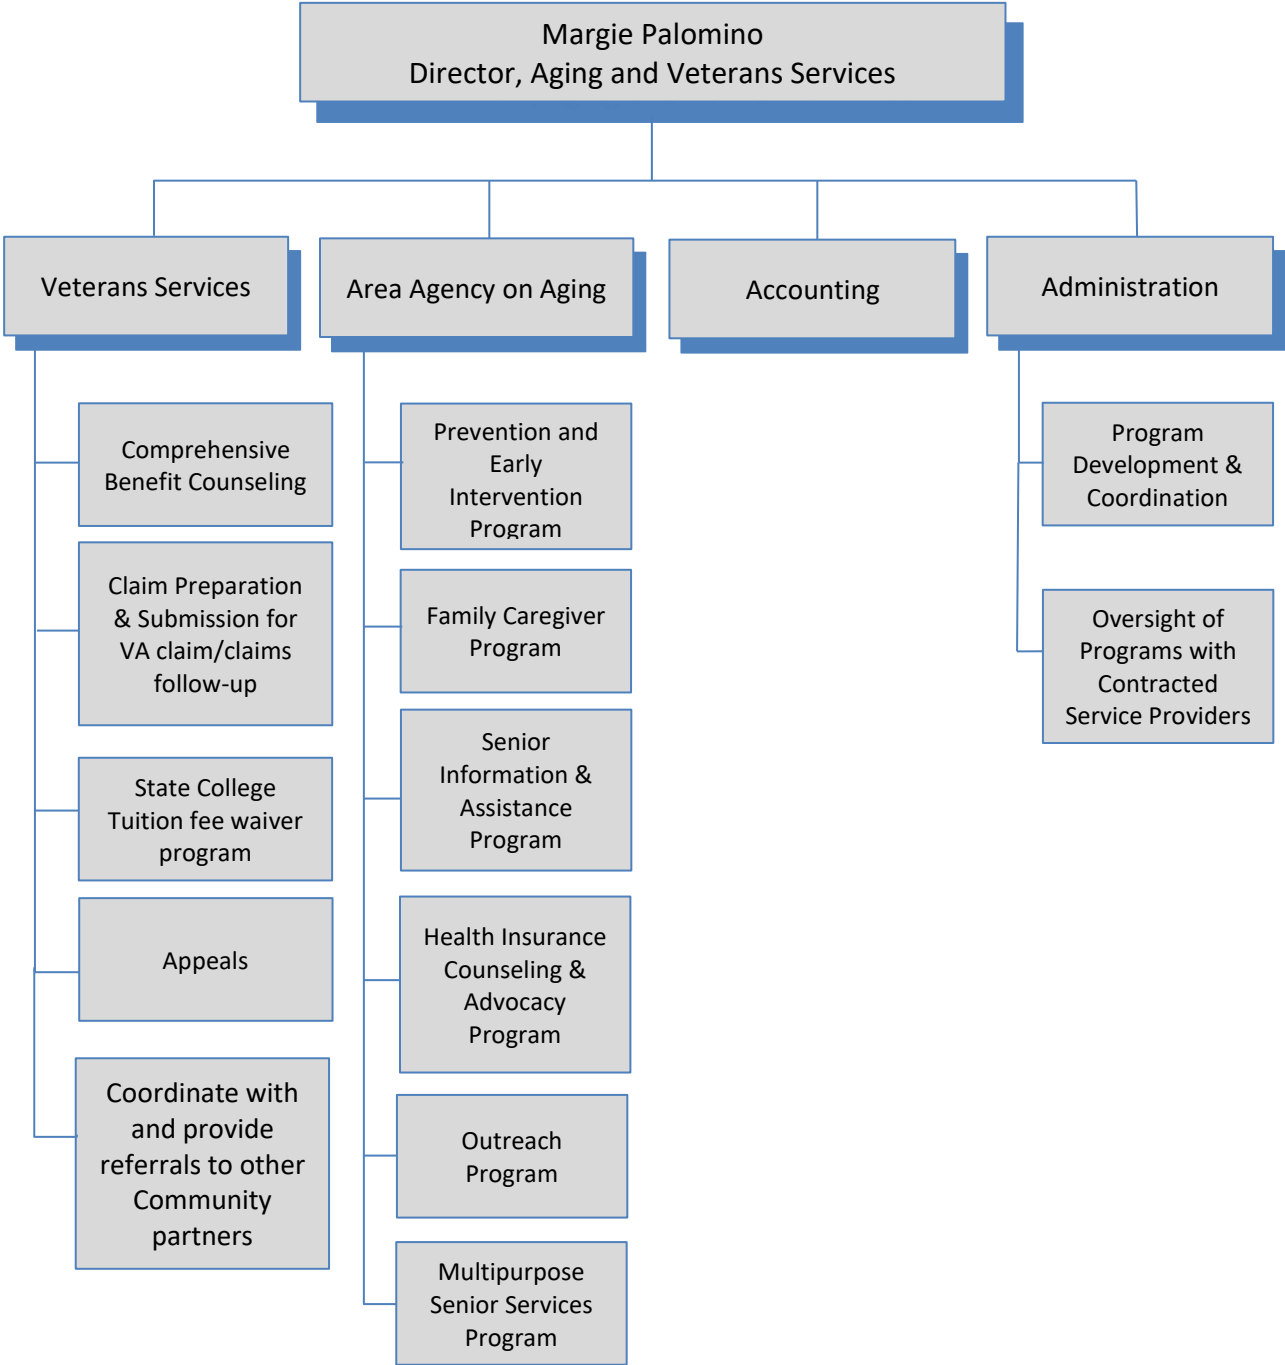 Margie Palomino
Director, Aging and Veterans Services
Veterans Services
Area Agency on Aging
Accounting
Administration
Comprehensive
Benefit Counseling
Claim Preparation
& Submission for
VA claim/claims
follow-up
State College
Tuition fee waiver
program
Appeals
Coordinate with
and provide
referrals to other
Community
partners
Prevention and
Early
Intervention
Program
Family Caregiver
Program
Senior
Information &
Assistance
Program
Health Insurance
Counseling &
Advocacy
Program
Outreach
Program
Multipurpose
Senior Services
Program
Program
Development &
Coordination
Oversight of
Programs with
Contracted
Service Providers